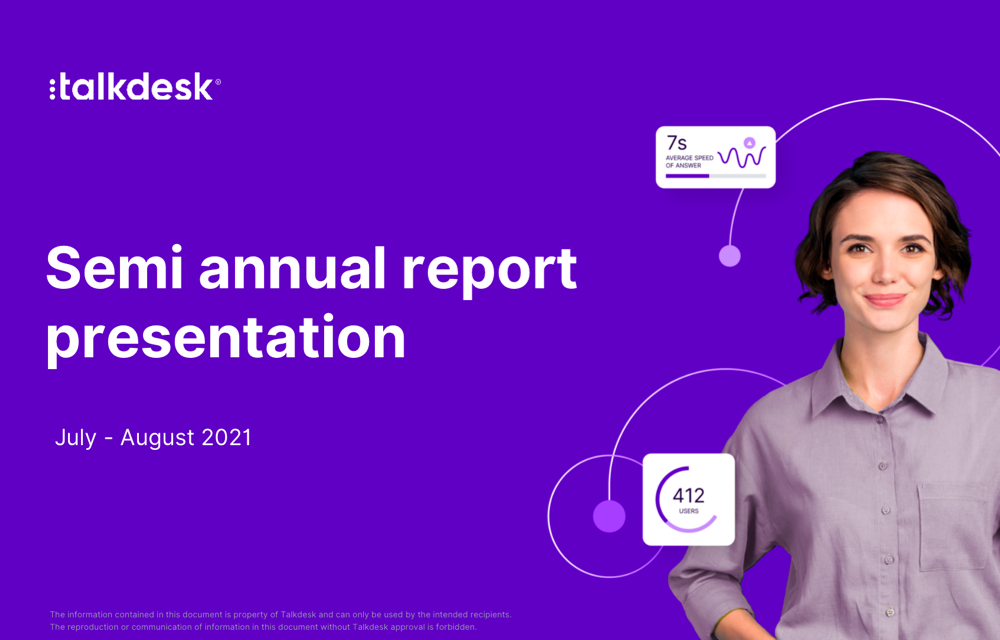 talkdesk®
7s
AVERAGE SPEED
OF ANSWER
Semi annual report
presentation
July - August 2021
412
USERS
The information contained in this document is property of Talkdesk and can only be used by the intended recipients.
The reproduction or communication of information in this document without Talkdesk approval is forbidden.